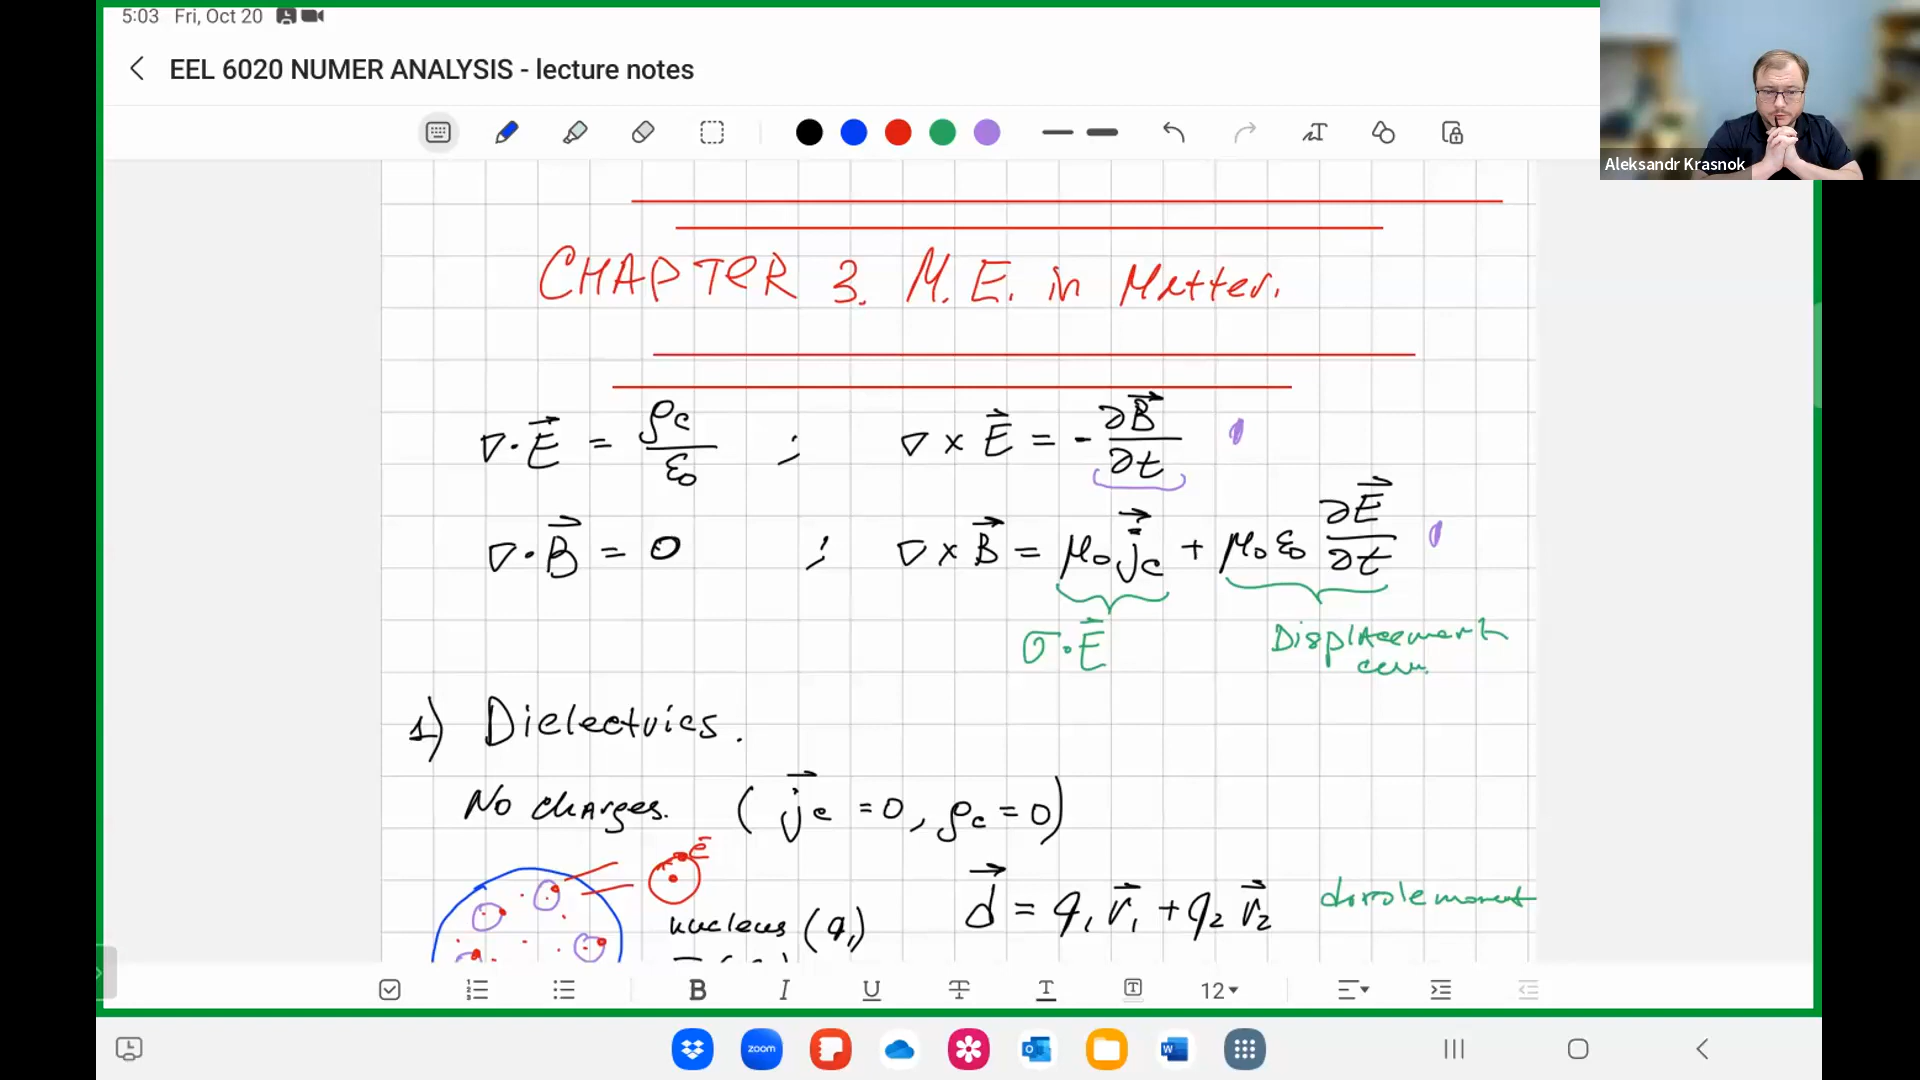 5:03 Fri, Oct 20
EEL 6020 NUMER ANALYSIS - lecture notes
Aleksandr Krasnok
CHAPTER 3. M.E. in Matter.
∇·E⃗ = ρc/ε₀ ; ∇ × E⃗ = -∂B⃗/∂t
∇·B⃗ = 0 ; ∇ × B⃗ = μ₀j⃗c + μ₀ε₀ ∂E⃗/∂t
σ·E⃗ Displacement
curr.
1) Dielectrics.
No charges. (j⃗c = 0, ρc = 0)
ē
d⃗ = q₁r⃗₁ + q₂r⃗₂ dipole moment
nucleus (q₁)
B I U T T T 12
zoom